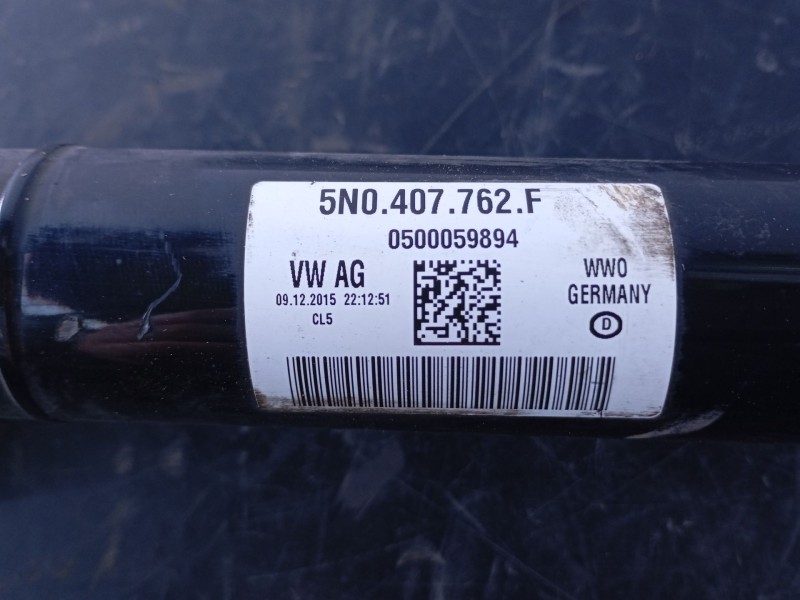 5N0.407.762.F
0500059894
VW AG
09.12.2015 22:12:51
CL5
WWO
GERMANY
D